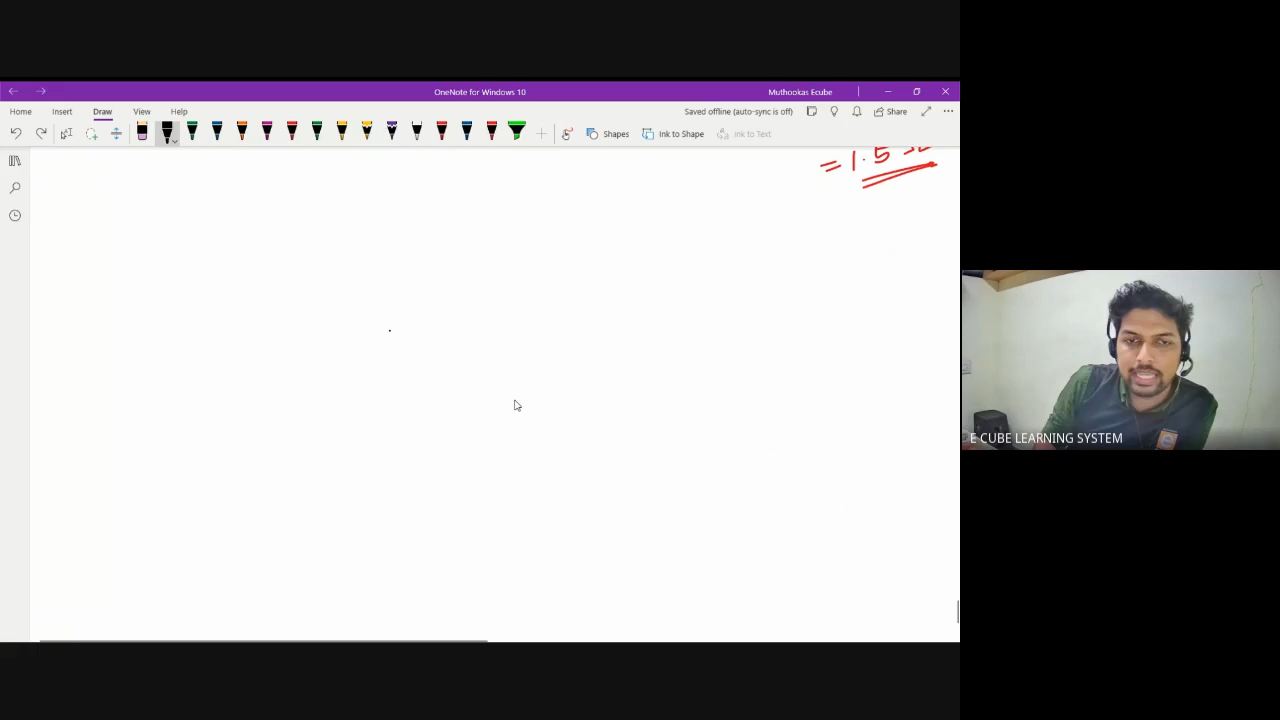 OneNote for Windows 10
Muthookas Ecube
Home Insert Draw View Help
Saved offline (auto-sync is off)
Share
Shapes
Ink to Shape
Ink to Text
= 1.5
E CUBE LEARNING SYSTEM